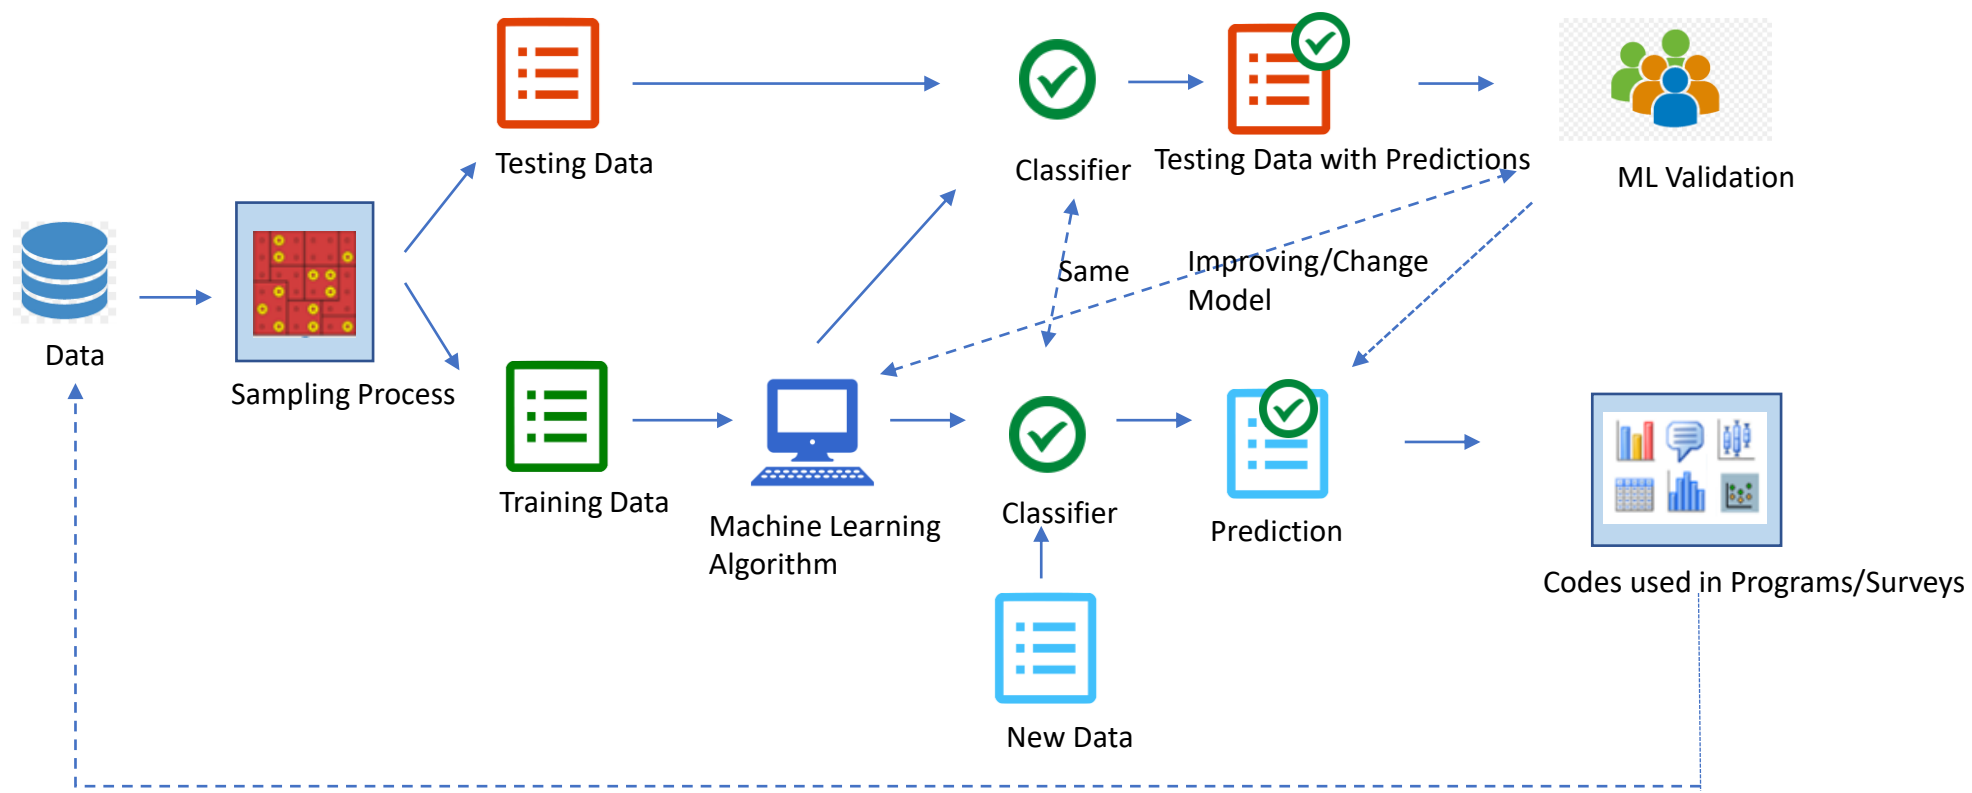 Testing Data
Classifier
Testing Data with Predictions
ML Validation
Data
Sampling Process
Same
Improving/Change
Model
Training Data
Machine Learning
Algorithm
Classifier
Prediction
Codes used in Programs/Surveys
New Data